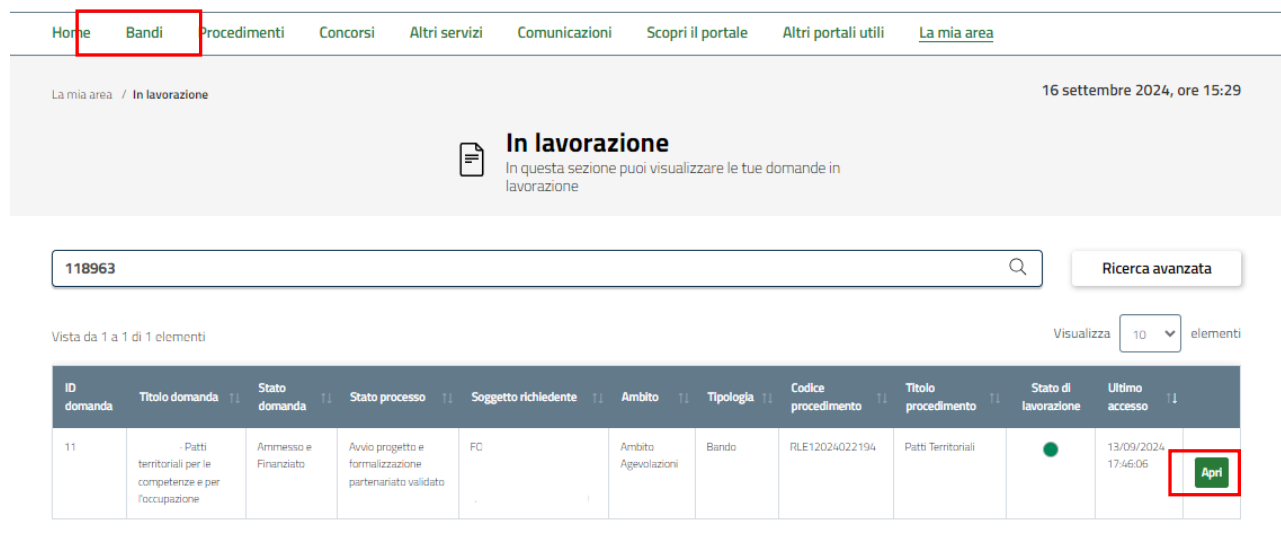 Home Bandi Procedimenti Concorsi Altri servizi Comunicazioni Scopri il portale Altri portali utili La mia area
La mia area / In lavorazione
16 settembre 2024, ore 15:29
In lavorazione
In questa sezione puoi visualizzare le tue domande in
lavorazione
118963
Ricerca avanzata
Vista da 1 a 1 di 1 elementi
Visualizza 10 elementi
ID domanda Titolo domanda Stato domanda Stato processo Soggetto richiedente Ambito Tipologia Codice procedimento Titolo procedimento Stato di lavorazione Ultimo accesso
11 - Patti Ammesso e Avvio progetto e FC Ambito Bando RLE12024022194 Patti Territoriali 13/09/2024
territoriali per le Finanziato formalizzazione Agevolazioni 17:46:06
competenze e per partenariato validato Apri
l'occupazione